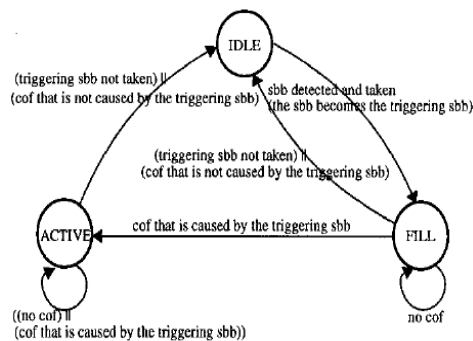 IDLE
(triggering sbb not taken) ||
(cof that is not caused by the triggering sbb)
sbb detected and taken
(the sbb becomes the triggering sbb)
(triggering sbb not taken) ||
(cof that is not caused by the triggering sbb)
cof that is caused by the triggering sbb
ACTIVE
FILL
((no cof) ||
(cof that is caused by the triggering sbb))
no cof